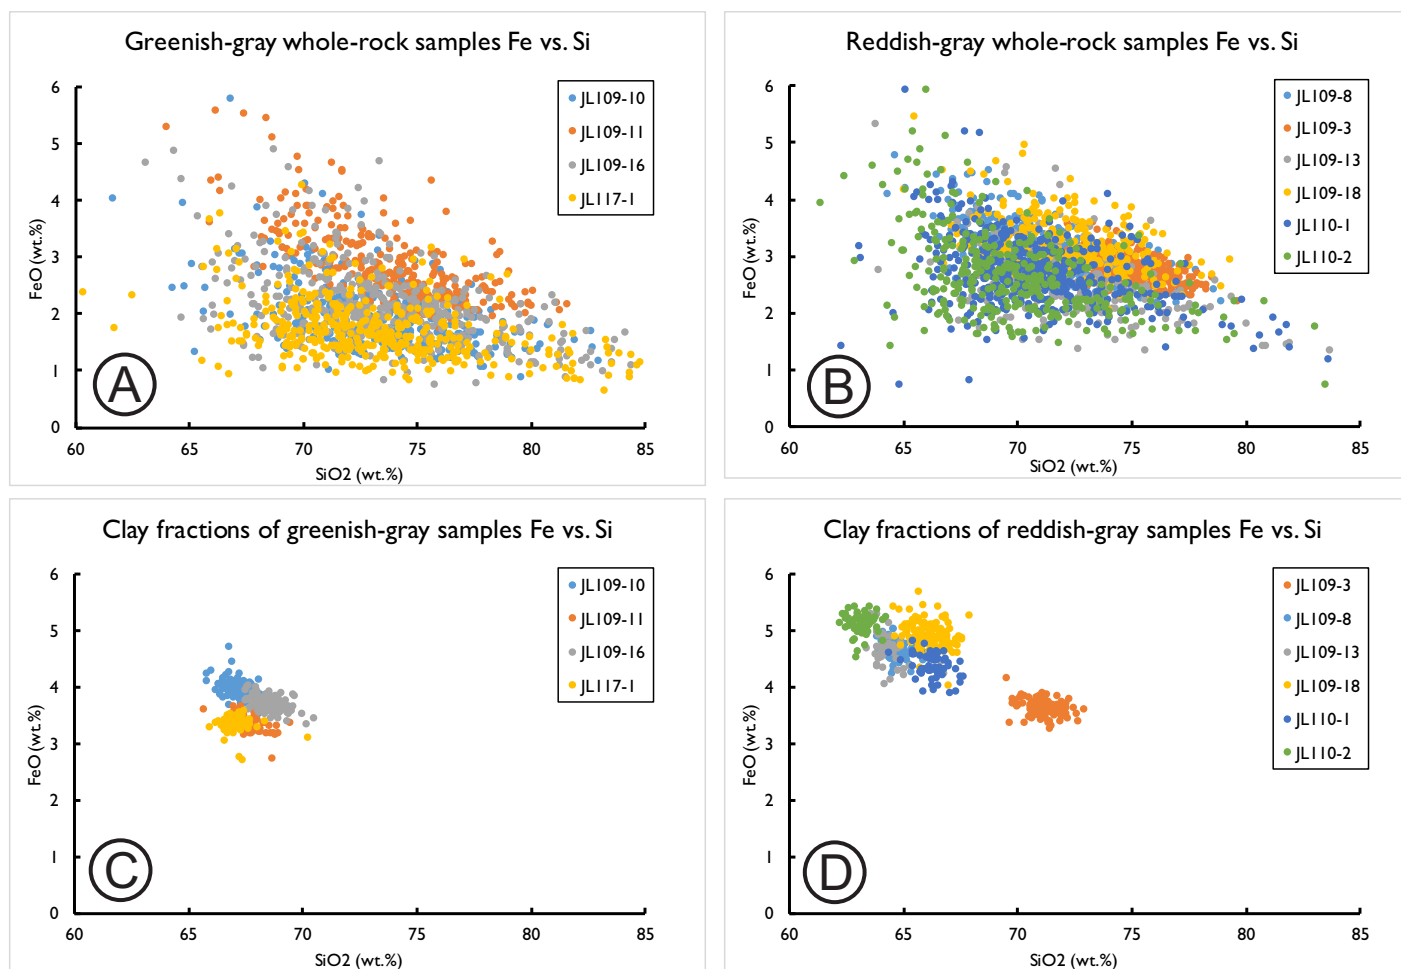 Greenish-gray whole-rock samples Fe vs. Si
6
5
4
3
2
1
0
FeO (wt.%)
60
65
70
75
80
85
SiO2 (wt.%)
JL109-10
JL109-11
JL109-16
JL117-1
A
Reddish-gray whole-rock samples Fe vs. Si
6
5
4
3
2
1
0
FeO (wt.%)
60
65
70
75
80
85
SiO2 (wt.%)
JL109-8
JL109-3
JL109-13
JL109-18
JL110-1
JL110-2
B
Clay fractions of greenish-gray samples Fe vs. Si
6
5
4
3
2
1
0
FeO (wt.%)
60
65
70
75
80
85
SiO2 (wt.%)
JL109-10
JL109-11
JL109-16
JL117-1
C
Clay fractions of reddish-gray samples Fe vs. Si
6
5
4
3
2
1
0
FeO (wt.%)
60
65
70
75
80
85
SiO2 (wt.%)
JL109-3
JL109-8
JL109-13
JL109-18
JL110-1
JL110-2
D